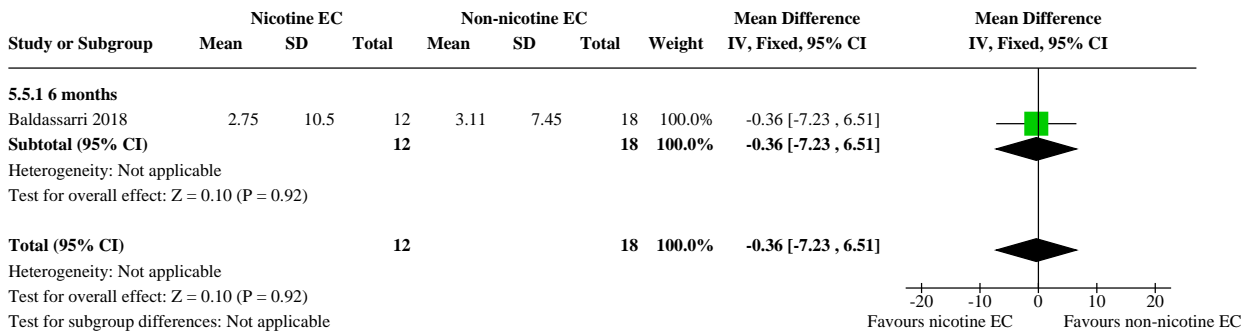 Nicotine EC Non-nicotine EC Mean Difference Mean Difference
Study or Subgroup Mean SD Total Mean SD Total Weight IV, Fixed, 95% CI IV, Fixed, 95% CI
5.5.1 6 months
Baldassarri 2018 2.75 10.5 12 3.11 7.45 18 100.0% -0.36 [-7.23 , 6.51]
Subtotal (95% CI) 12 18 100.0% -0.36 [-7.23 , 6.51]
Heterogeneity: Not applicable
Test for overall effect: Z = 0.10 (P = 0.92)
Total (95% CI) 12 18 100.0% -0.36 [-7.23 , 6.51]
Heterogeneity: Not applicable
Test for overall effect: Z = 0.10 (P = 0.92)
Test for subgroup differences: Not applicable
-20 -10 0 10 20
Favours nicotine EC Favours non-nicotine EC